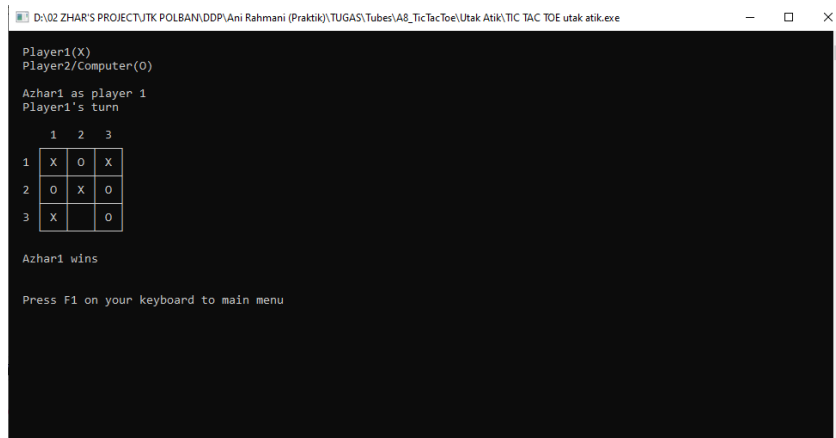 D:\02 ZHAR'S PROJECT\JTK POLBAN\DDP\Ani Rahmani (Praktik)\TUGAS\Tubes\A8_TicTacToe\Utak Atik\TIC TAC TOE utak atik.exe
Player1(X)
Player2/Computer(O)
Azhar1 as player 1
Player1's turn
1 2 3
1 X O X
2 O X O
3 X O
Azhar1 wins
Press F1 on your keyboard to main menu